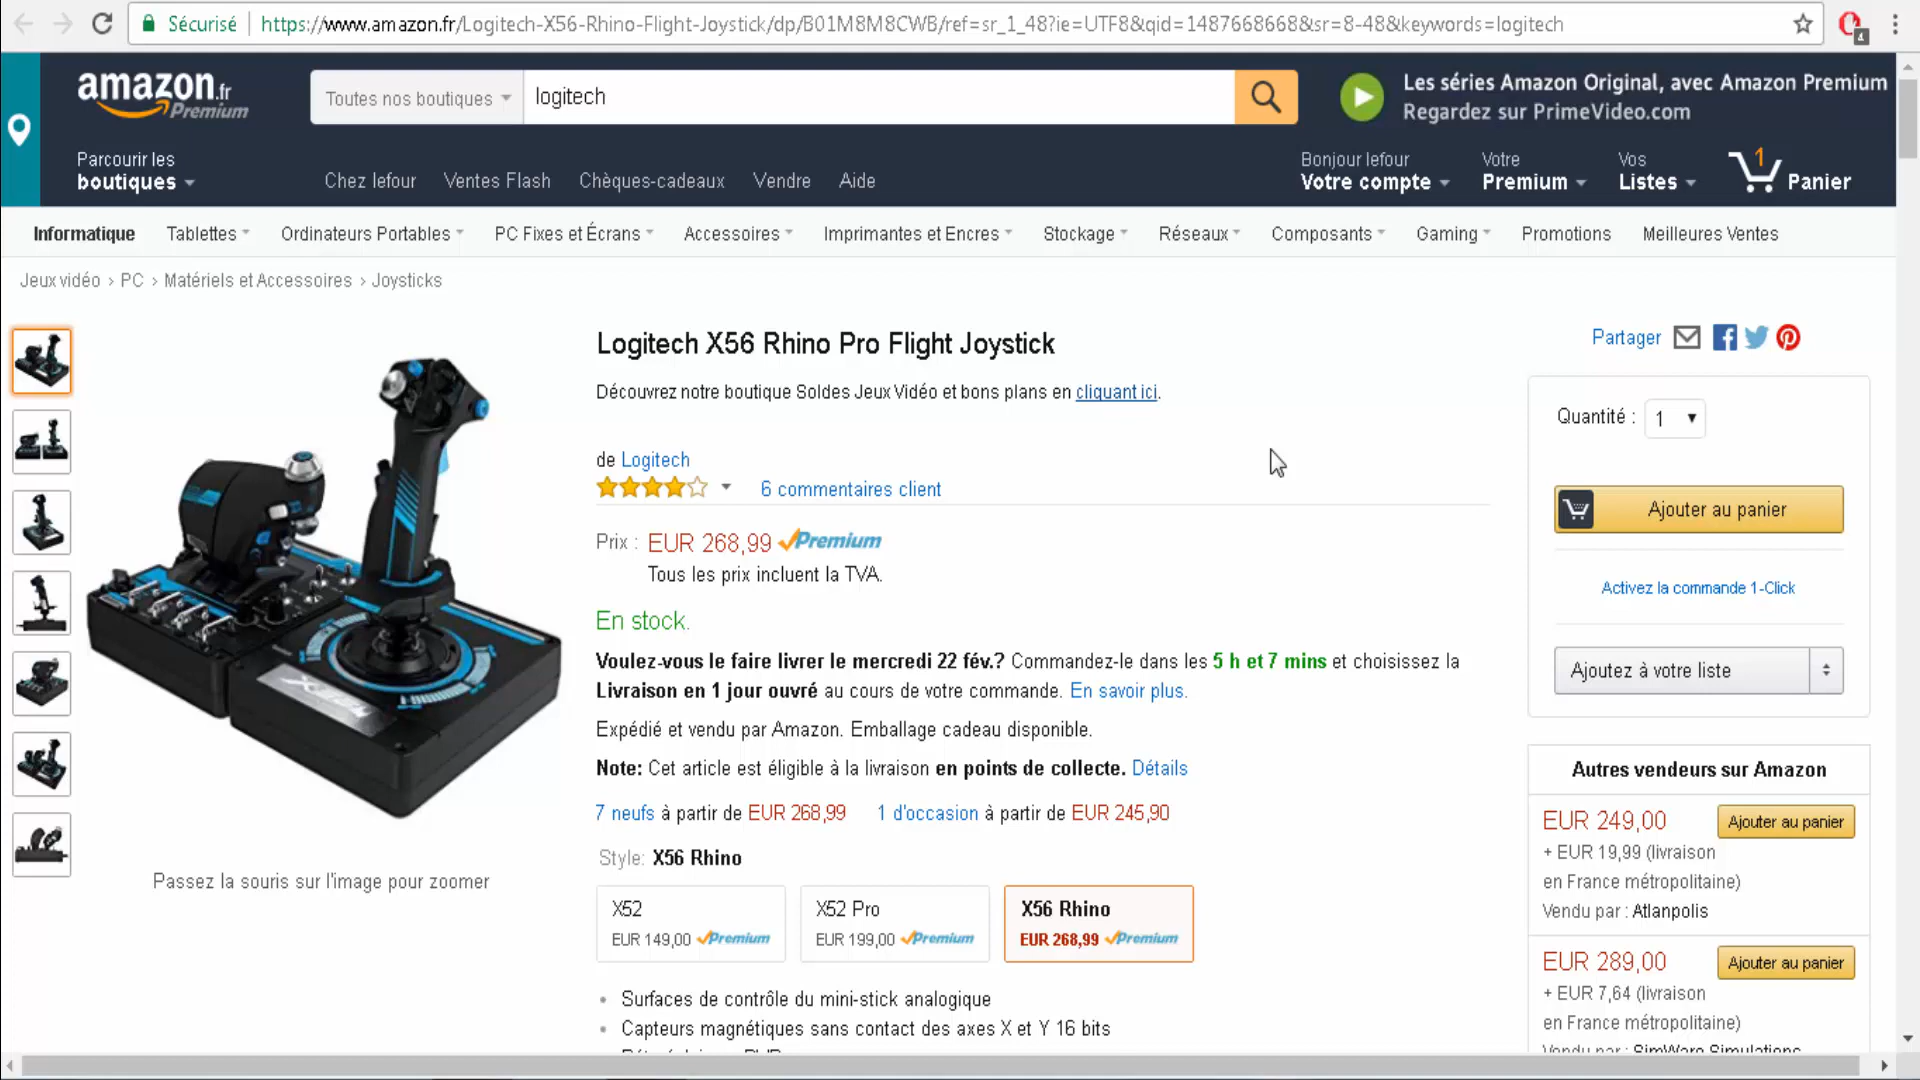 Sécurisé https://www.amazon.fr/Logitech-X56-Rhino-Flight-Joystick/dp/B01M8M8CWB/ref=sr_1_48?ie=UTF8&qid=1487668668&sr=8-48&keywords=logitech
4
amazon.fr
Premium
Toutes nos boutiques
logitech
Les séries Amazon Original, avec Amazon Premium
Regardez sur PrimeVideo.com
Parcourir les
boutiques
Chez lefour Ventes Flash Chèques-cadeaux Vendre Aide
Bonjour lefour
Votre compte
Votre
Premium
Vos
Listes
1
Panier
Informatique Tablettes Ordinateurs Portables PC Fixes et Écrans Accessoires Imprimantes et Encres Stockage Réseaux Composants Gaming Promotions Meilleures Ventes
Jeux vidéo › PC › Matériels et Accessoires › Joysticks
Passez la souris sur l'image pour zoomer
Logitech X56 Rhino Pro Flight Joystick
Découvrez notre boutique Soldes Jeux Vidéo et bons plans en cliquant ici.
de Logitech
6 commentaires client
Prix : EUR 268,99 Premium
Tous les prix incluent la TVA.
En stock.
Voulez-vous le faire livrer le mercredi 22 fév.? Commandez-le dans les 5 h et 7 mins et choisissez la
Livraison en 1 jour ouvré au cours de votre commande. En savoir plus.
Expédié et vendu par Amazon. Emballage cadeau disponible.
Note: Cet article est éligible à la livraison en points de collecte. Détails
7 neufs à partir de EUR 268,99 1 d'occasion à partir de EUR 245,90
Style: X56 Rhino
X52
EUR 149,00 Premium
X52 Pro
EUR 199,00 Premium
X56 Rhino
EUR 268,99 Premium
• Surfaces de contrôle du mini-stick analogique
• Capteurs magnétiques sans contact des axes X et Y 16 bits
Partager
Quantité : 1
Ajouter au panier
Activez la commande 1-Click
Ajoutez à votre liste
Autres vendeurs sur Amazon
EUR 249,00 Ajouter au panier
+ EUR 19,99 (livraison
en France métropolitaine)
Vendu par : Atlanpolis
EUR 289,00 Ajouter au panier
+ EUR 7,64 (livraison
en France métropolitaine)
Vendu par : SimWare Simulations